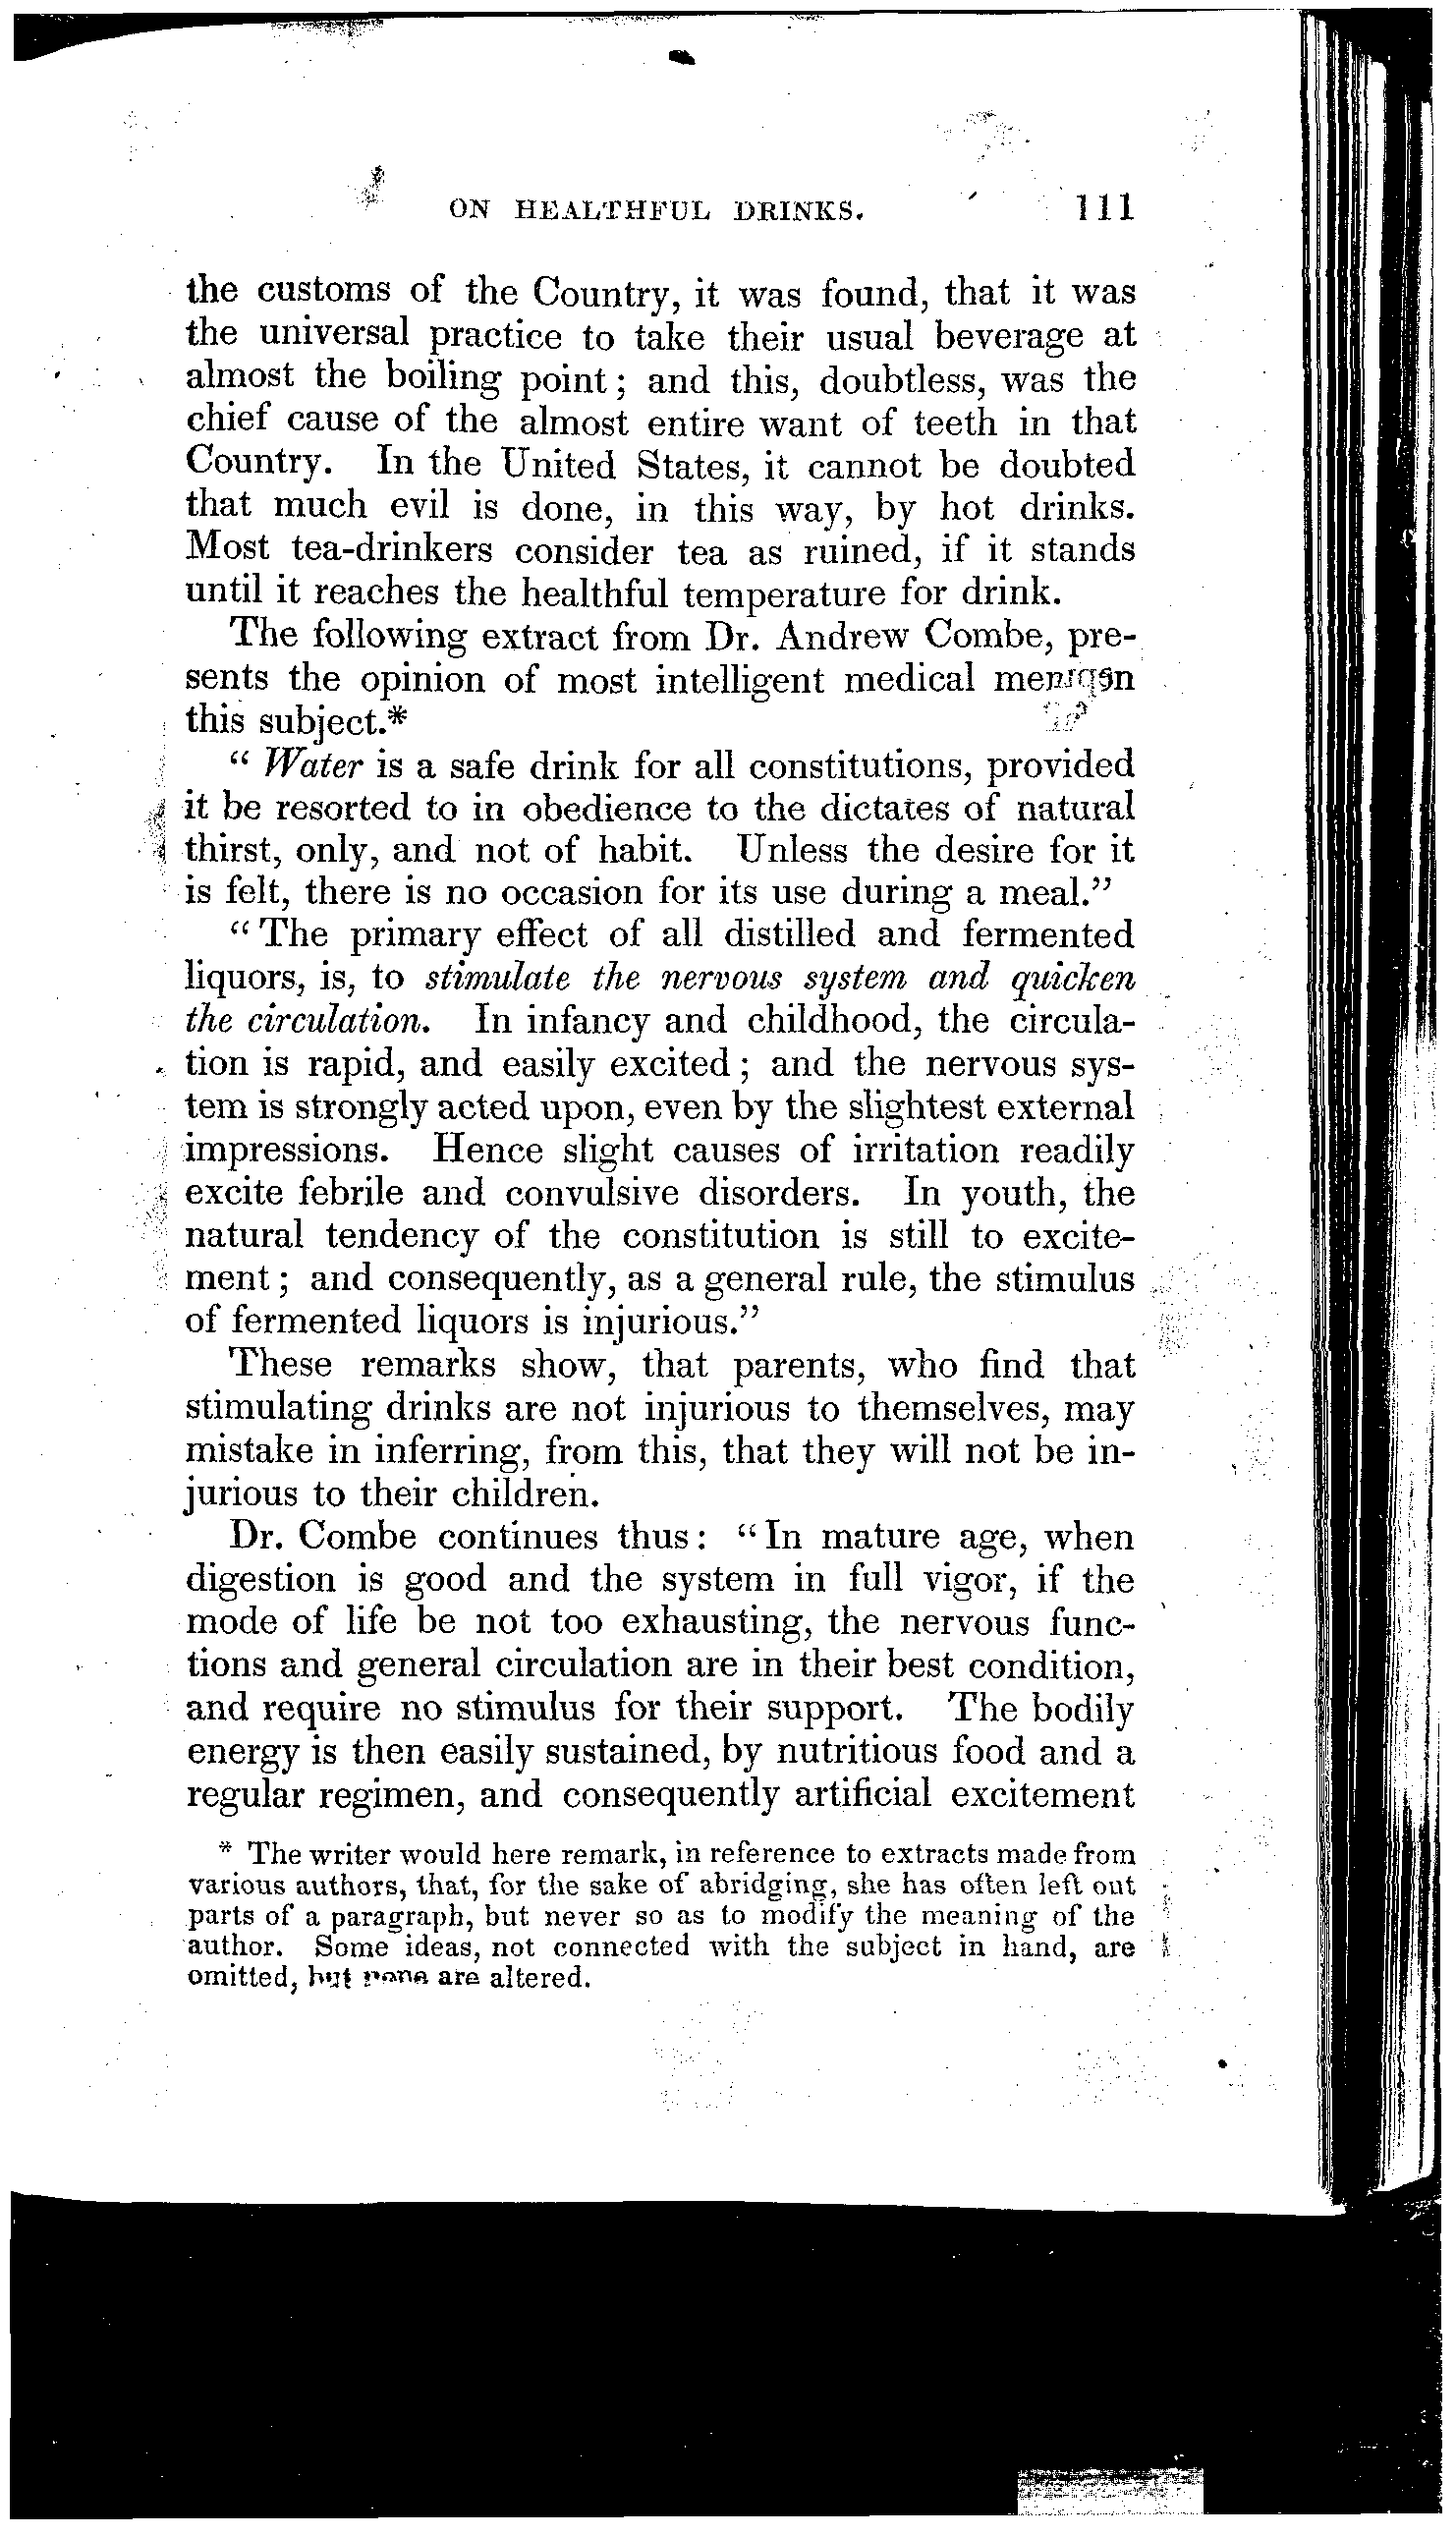 ON HEALTHFUL DRINKS. 111
the customs of the Country, it was found, that it was
the universal practice to take their usual beverage at
almost the boiling point; and this, doubtless, was the
chief cause of the almost entire want of teeth in that
Country. In the United States, it cannot be doubted
that much evil is done, in this way, by hot drinks.
Most tea-drinkers consider tea as ruined, if it stands
until it reaches the healthful temperature for drink.
The following extract from Dr. Andrew Combe, pre-
sents the opinion of most intelligent medical men on
this subject.*
" Water is a safe drink for all constitutions, provided
it be resorted to in obedience to the dictates of natural
thirst, only, and not of habit. Unless the desire for it
is felt, there is no occasion for its use during a meal."
"The primary effect of all distilled and fermented
liquors, is, to stimulate the nervous system and quicken
the circulation. In infancy and childhood, the circula-
tion is rapid, and easily excited; and the nervous sys-
tem is strongly acted upon, even by the slightest external
impressions. Hence slight causes of irritation readily
excite febrile and convulsive disorders. In youth, the
natural tendency of the constitution is still to excite-
ment; and consequently, as a general rule, the stimulus
of fermented liquors is injurious."
These remarks show, that parents, who find that
stimulating drinks are not injurious to themselves, may
mistake in inferring, from this, that they will not be in-
jurious to their children.
Dr. Combe continues thus: "In mature age, when
digestion is good and the system in full vigor, if the
mode of life be not too exhausting, the nervous func-
tions and general circulation are in their best condition,
and require no stimulus for their support. The bodily
energy is then easily sustained, by nutritious food and a
regular regimen, and consequently artificial excitement
* The writer would here remark, in reference to extracts made from
various authors, that, for the sake of abridging, she has often left out
parts of a paragraph, but never so as to modify the meaning of the
author. Some ideas, not connected with the subject in hand, are
omitted, but none are altered.